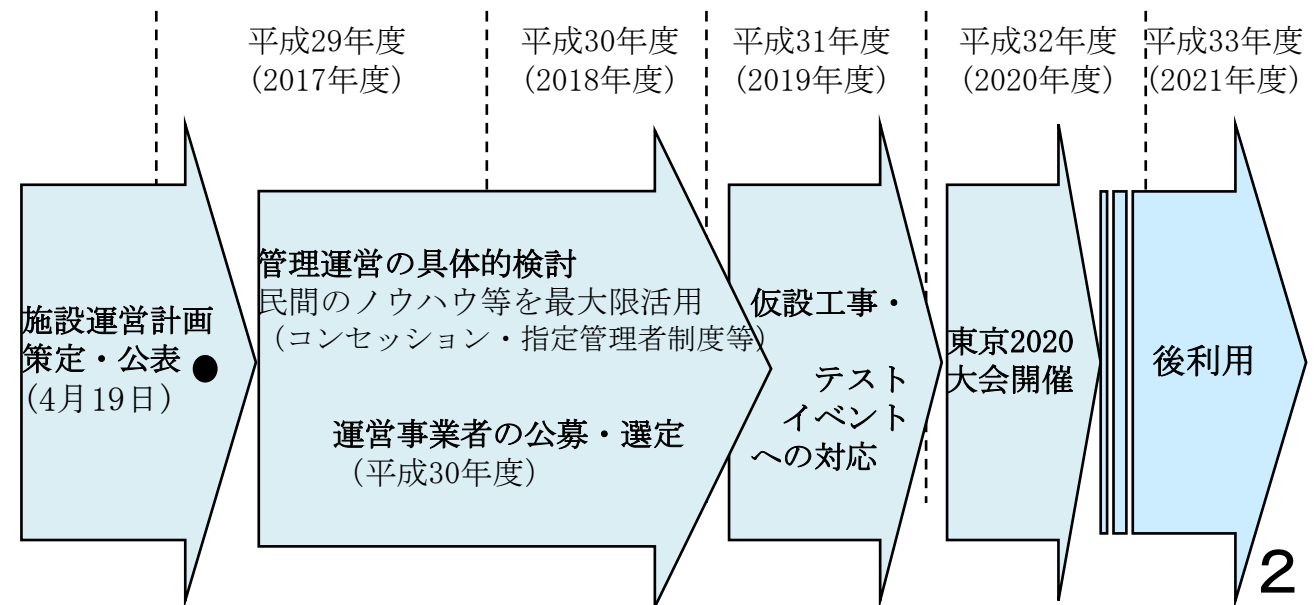 平成29年度
(2017年度)
平成30年度
(2018年度)
平成31年度
(2019年度)
平成32年度
(2020年度)
平成33年度
(2021年度)
施設運営計画
策定・公表●
(4月19日)
管理運営の具体的検討
民間のノウハウ等を最大限活用
(コンセッション・指定管理者制度等)
運営事業者の公募・選定
(平成30年度)
仮設工事・
テスト
イベント
への対応
東京2020
大会開催
後利用
2